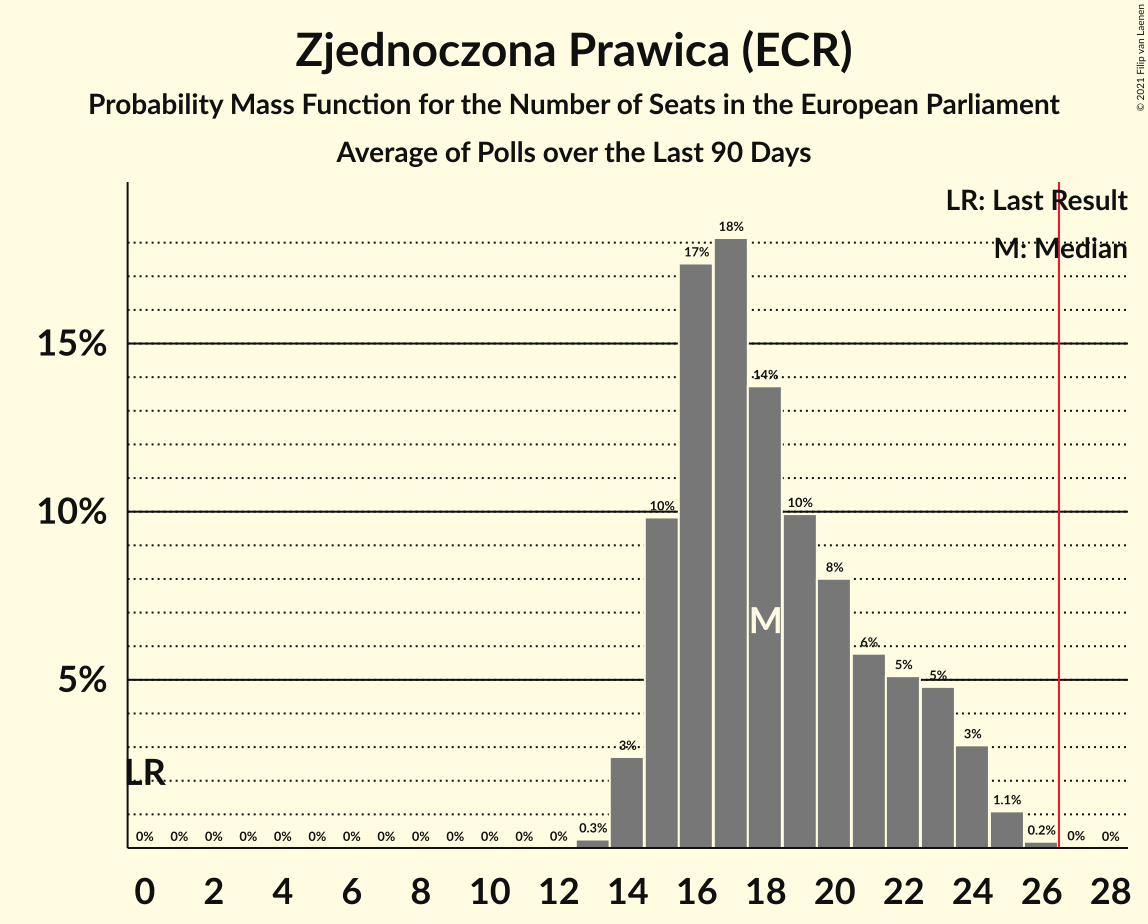 Zjednoczona Prawica (ECR)
Probability Mass Function for the Number of Seats in the European Parliament
Average of Polls over the Last 90 Days
© 2021 Filip van Laenen
LR: Last Result
M: Median
15%
10%
5%
LR
M
0% 0% 0% 0% 0% 0% 0% 0% 0% 0% 0% 0% 0% 0.3% 3% 10% 17% 18% 14% 10% 8% 6% 5% 5% 3% 1.1% 0.2% 0% 0%
0 2 4 6 8 10 12 14 16 18 20 22 24 26 28